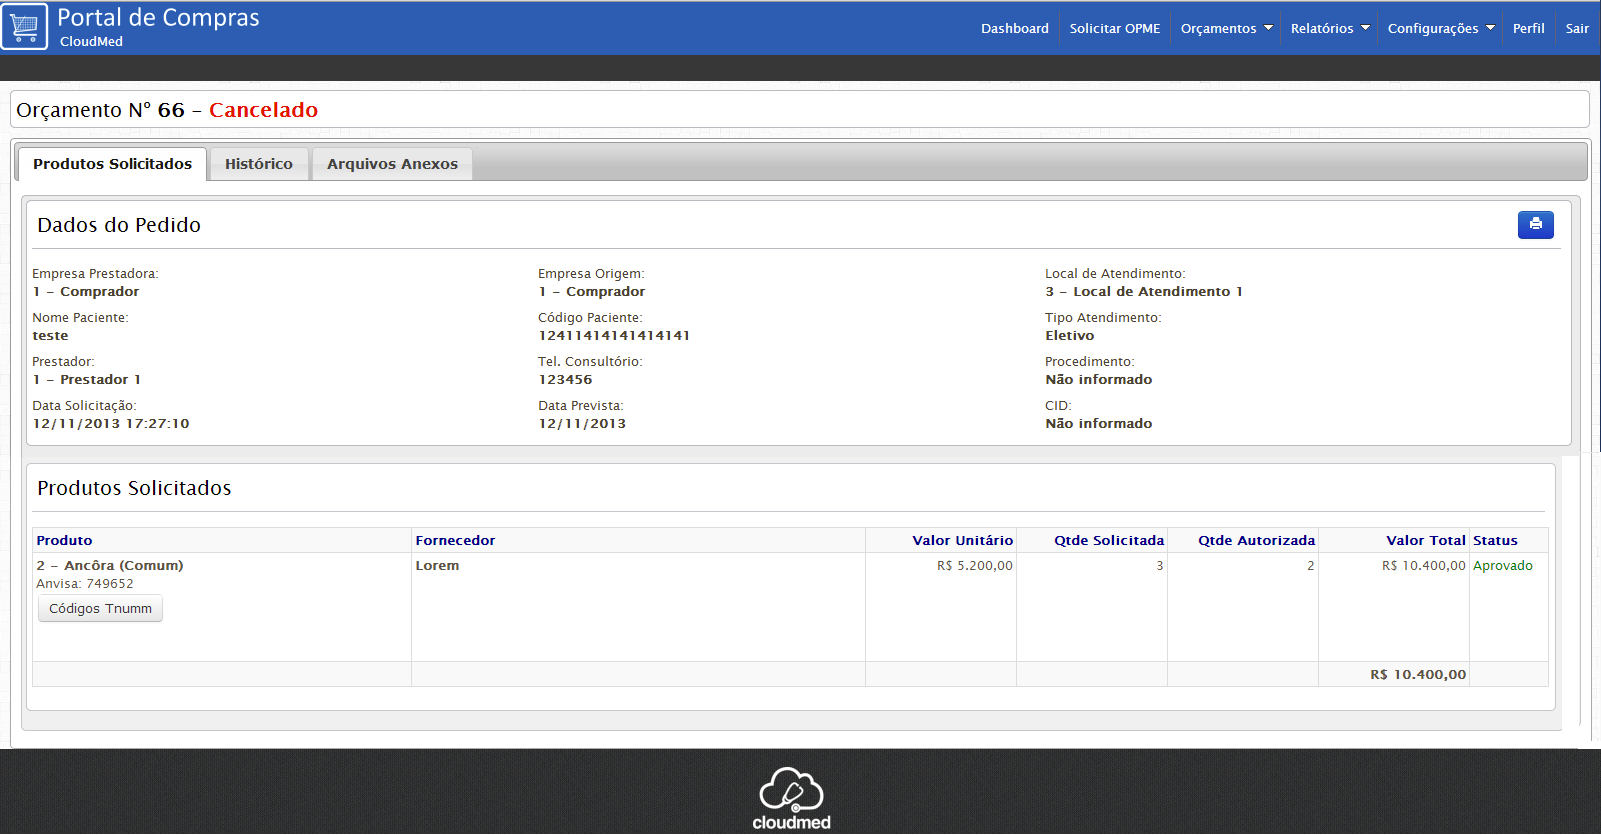 Portal de Compras
CloudMed
Dashboard Solicitar OPME Orçamentos Relatórios Configurações Perfil Sair
Orçamento Nº 66 - Cancelado
Produtos Solicitados Histórico Arquivos Anexos
Dados do Pedido
Empresa Prestadora: Empresa Origem: Local de Atendimento:
1 - Comprador 1 - Comprador 3 - Local de Atendimento 1
Nome Paciente: Código Paciente: Tipo Atendimento:
teste 12411414141414141 Eletivo
Prestador: Tel. Consultório: Procedimento:
1 - Prestador 1 123456 Não informado
Data Solicitação: Data Prevista: CID:
12/11/2013 17:27:10 12/11/2013 Não informado
Produtos Solicitados
Produto Fornecedor Valor Unitário Qtde Solicitada Qtde Autorizada Valor Total Status
2 - Ancôra (Comum) Lorem R$ 5.200,00 3 2 R$ 10.400,00 Aprovado
Anvisa: 749652
Códigos Tnumm
R$ 10.400,00
cloudmed